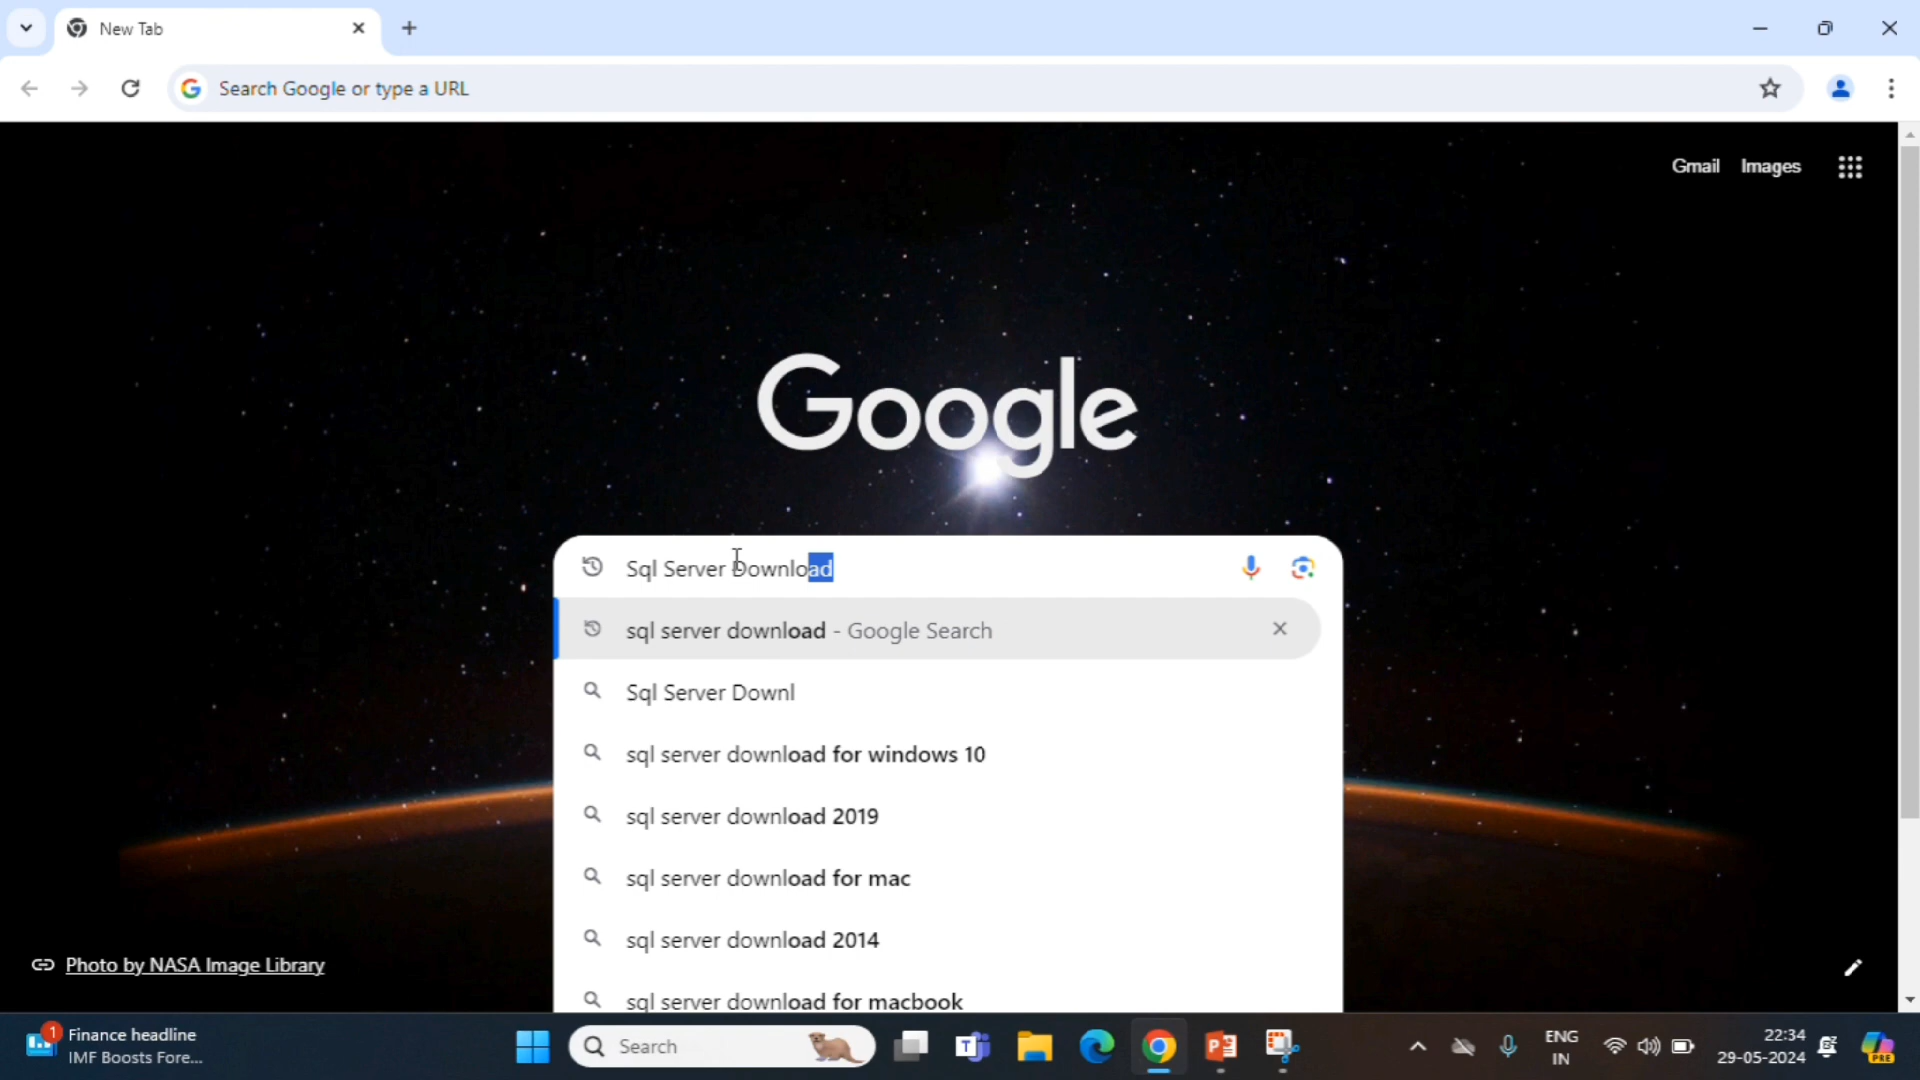 New Tab
Search Google or type a URL
Gmail Images
Google
Sql Server Download
sql server download - Google Search
Sql Server Downl
sql server download for windows 10
sql server download 2019
sql server download for mac
sql server download 2014
sql server download for macbook
Photo by NASA Image Library
1
Finance headline
IMF Boosts Fore...
Search
ENG
IN
22:34
29-05-2024
PRE